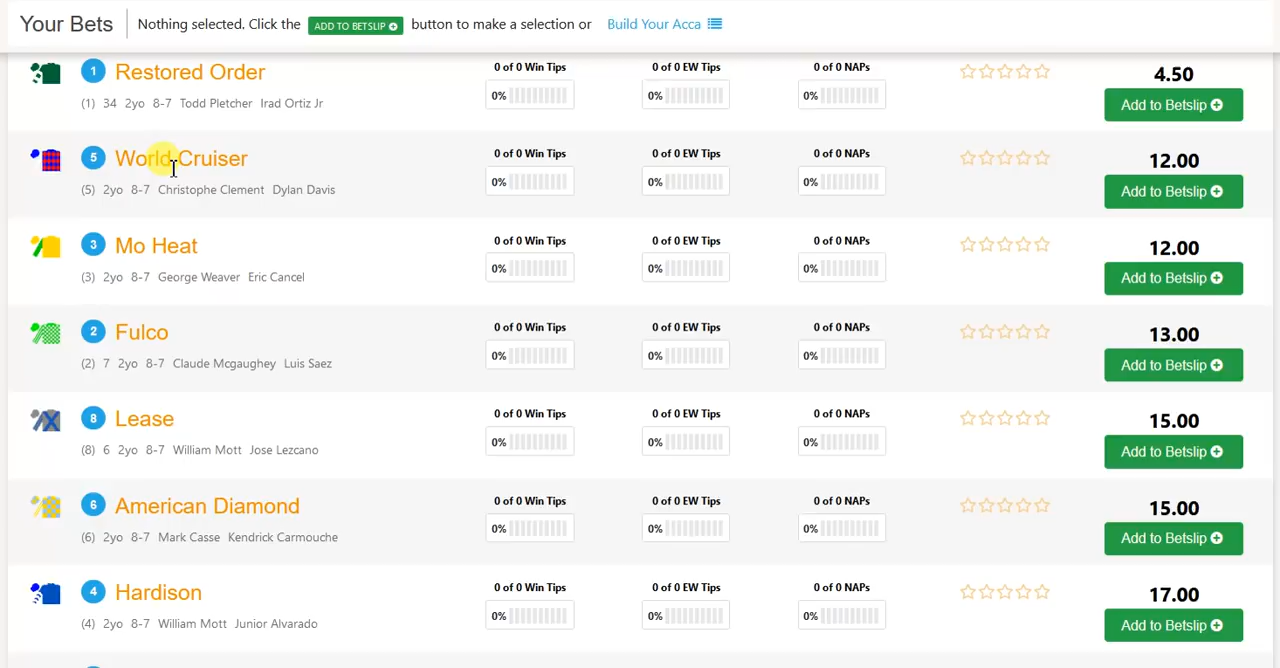 Your Bets Nothing selected. Click the ADD TO BETSLIP button to make a selection or Build Your Acca
1 Restored Order 0 of 0 Win Tips 0 of 0 EW Tips 0 of 0 NAPs 4.50
0% 0% 0%
(1) 34 2yo 8-7 Todd Pletcher Irad Ortiz Jr Add to Betslip
5 World Cruiser 0 of 0 Win Tips 0 of 0 EW Tips 0 of 0 NAPs 12.00
0% 0% 0%
(5) 2yo 8-7 Christophe Clement Dylan Davis Add to Betslip
3 Mo Heat 0 of 0 Win Tips 0 of 0 EW Tips 0 of 0 NAPs 12.00
0% 0% 0%
(3) 2yo 8-7 George Weaver Eric Cancel Add to Betslip
2 Fulco 0 of 0 Win Tips 0 of 0 EW Tips 0 of 0 NAPs 13.00
0% 0% 0%
(2) 7 2yo 8-7 Claude Mcgaughey Luis Saez Add to Betslip
8 Lease 0 of 0 Win Tips 0 of 0 EW Tips 0 of 0 NAPs 15.00
0% 0% 0%
(8) 6 2yo 8-7 William Mott Jose Lezcano Add to Betslip
6 American Diamond 0 of 0 Win Tips 0 of 0 EW Tips 0 of 0 NAPs 15.00
0% 0% 0%
(6) 2yo 8-7 Mark Casse Kendrick Carmouche Add to Betslip
4 Hardison 0 of 0 Win Tips 0 of 0 EW Tips 0 of 0 NAPs 17.00
0% 0% 0%
(4) 2yo 8-7 William Mott Junior Alvarado Add to Betslip